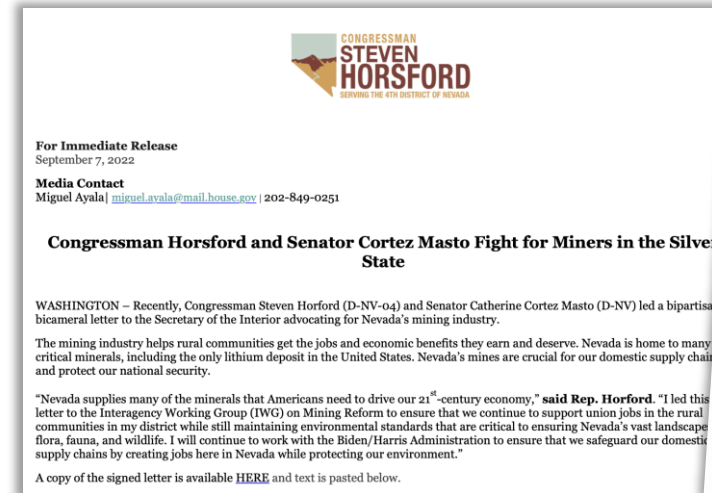 CONGRESSMAN
STEVEN
HORSFORD
SERVING THE 4TH DISTRICT OF NEVADA
For Immediate Release
September 7, 2022
Media Contact
Miguel Ayala| miguel.ayala@mail.house.gov | 202-849-0251
Congressman Horsford and Senator Cortez Masto Fight for Miners in the Silver
State
WASHINGTON – Recently, Congressman Steven Horford (D-NV-04) and Senator Catherine Cortez Masto (D-NV) led a bipartisa
bicameral letter to the Secretary of the Interior advocating for Nevada's mining industry.
The mining industry helps rural communities get the jobs and economic benefits they earn and deserve. Nevada is home to many
critical minerals, including the only lithium deposit in the United States. Nevada's mines are crucial for our domestic supply chain
and protect our national security.
“Nevada supplies many of the minerals that Americans need to drive our 21st-century economy,” said Rep. Horford. “I led this
letter to the Interagency Working Group (IWG) on Mining Reform to ensure that we continue to support union jobs in the rural
communities in my district while still maintaining environmental standards that are critical to ensuring Nevada's vast landscape
flora, fauna, and wildlife. I will continue to work with the Biden/Harris Administration to ensure that we safeguard our domestic
supply chains by creating jobs here in Nevada while protecting our environment.”
A copy of the signed letter is available HERE and text is pasted below.